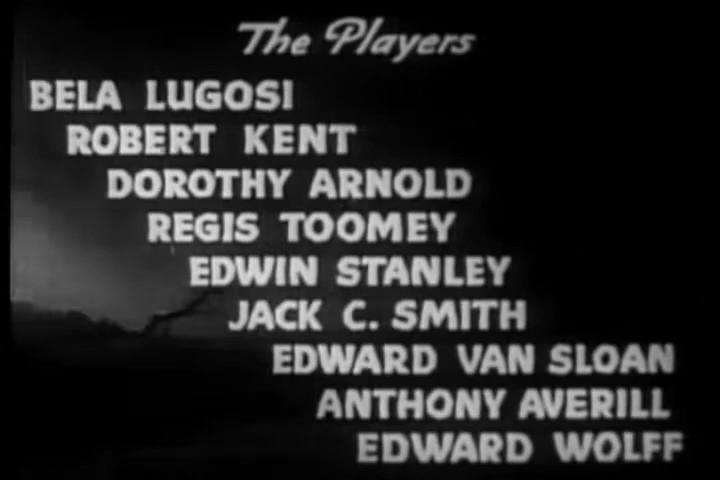 The Players
BELA LUGOSI
ROBERT KENT
DOROTHY ARNOLD
REGIS TOOMEY
EDWIN STANLEY
JACK C. SMITH
EDWARD VAN SLOAN
ANTHONY AVERILL
EDWARD WOLFF